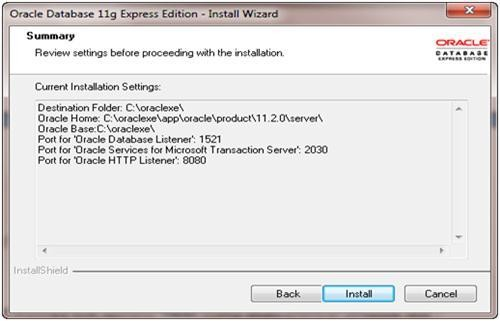 Oracle Database 11g Express Edition - Install Wizard
Summary
Review settings before proceeding with the installation.
ORACLE
DATABASE
EXPRESS EDITION
Current Installation Settings:
Destination Folder: C:\oraclexe\
Oracle Home: C:\oraclexe\app\oracle\product\11.2.0\server\
Oracle Base:C:\oraclexe\
Port for 'Oracle Database Listener': 1521
Port for 'Oracle Services for Microsoft Transaction Server': 2030
Port for 'Oracle HTTP Listener': 8080
InstallShield
Back
Install
Cancel